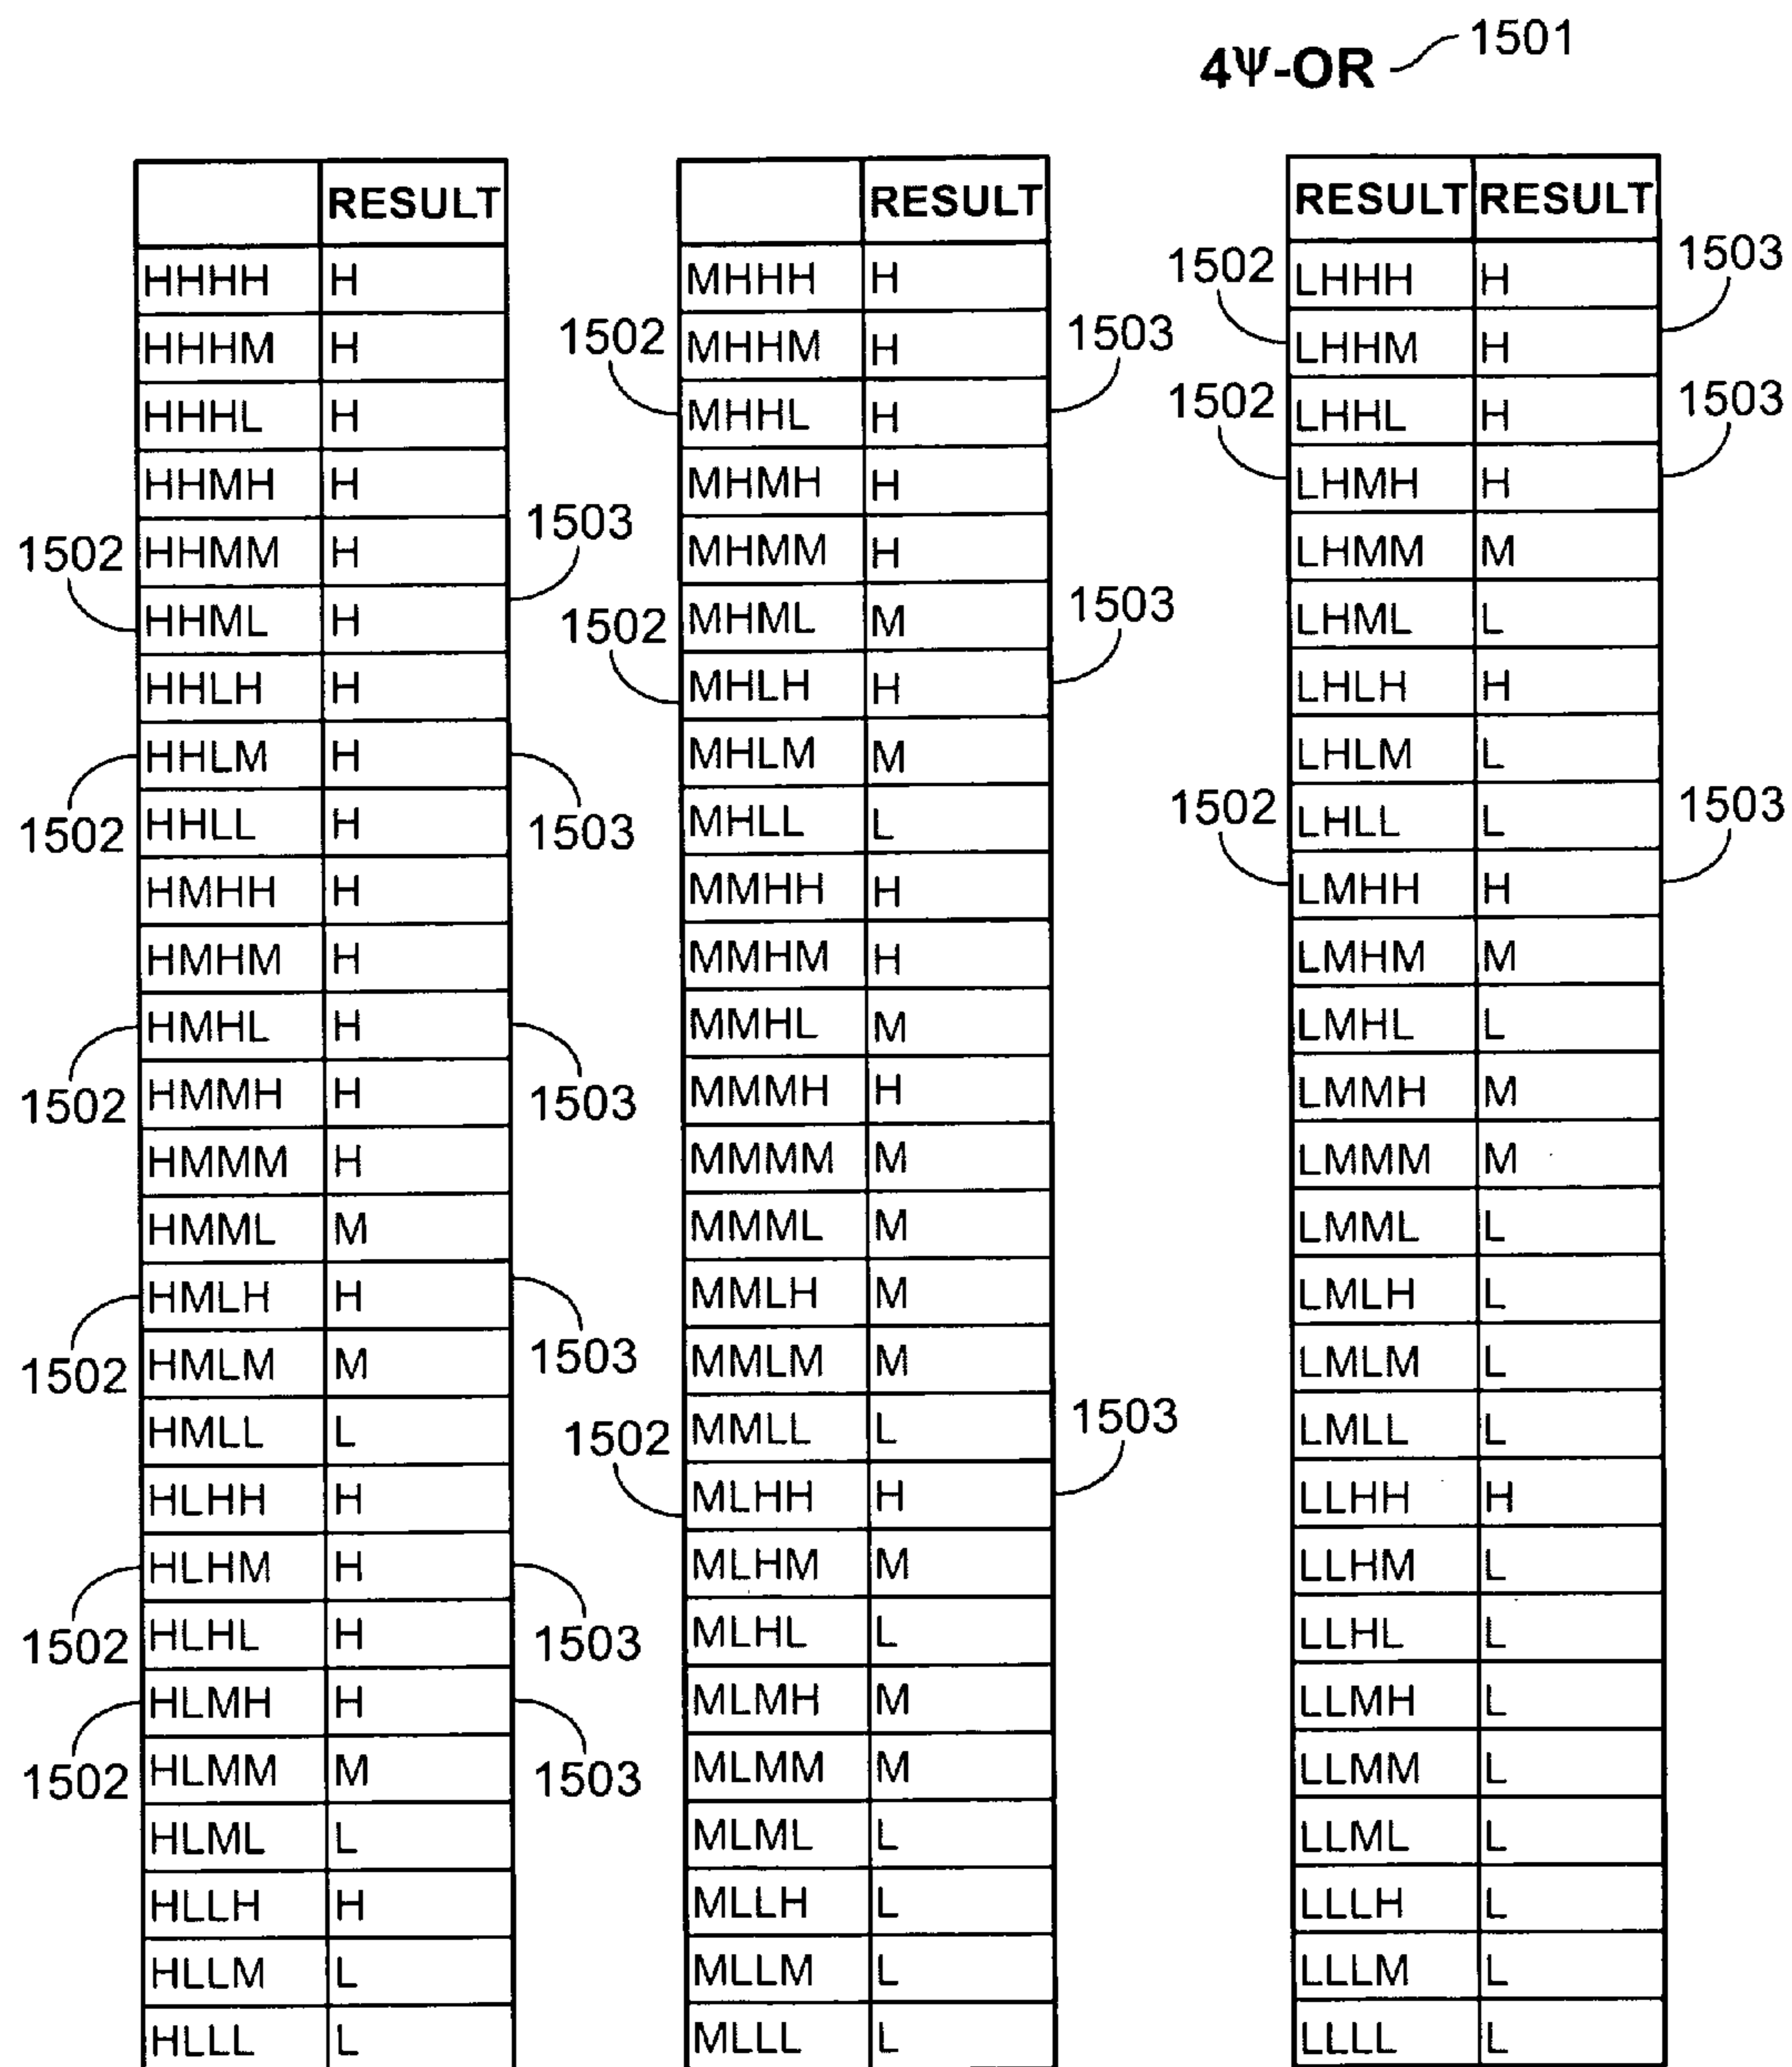 4Ψ-OR 1501
RESULT
HHHH H
HHHM H
HHHL H
HHMH H
1503
1502 HHMM H
HHML H
HHLH H
HHLM H
1502 HHLL H 1503
HMHH H
HMHM H
HMHL H
1502 HMMH H 1503
HMMM H
HMML M
HMLH H
1502 HMLM M 1503
HMLL L
HLHH H
HLHM H
1502 HLHL H 1503
HLMH H
1502 HLMM M 1503
HLML L
HLLH H
HLLM L
HLLL L
RESULT
MHHH H
1502 MHHM H 1503
MHHL H
MHMH H
MHMM H
1502 MHML M 1503
MHLH H
MHLM M
MHLL L
MMHH H
MMHM H
MMHL M
MMMH H
MMMM M
MMML M
MMLH M
MMLM M
1502 MMLL L 1503
MLHH H
MLHM M
MLHL L
MLMH M
MLMM M
MLML L
MLLH L
MLLM L
MLLL L
RESULT RESULT
1502 LHHH H 1503
LHHM H
1502 LHHL H 1503
LHMH H
LHMM M
LHML L
LHLH H
LHLM L
1502 LHLL L 1503
LMHH H
LMHM M
LMHL L
LMMH M
LMMM M
LMML L
LMLH L
LMLM L
LMLL L
LLHH H
LLHM L
LLHL L
LLMH L
LLMM L
LLML L
LLLH L
LLLM L
LLLL L